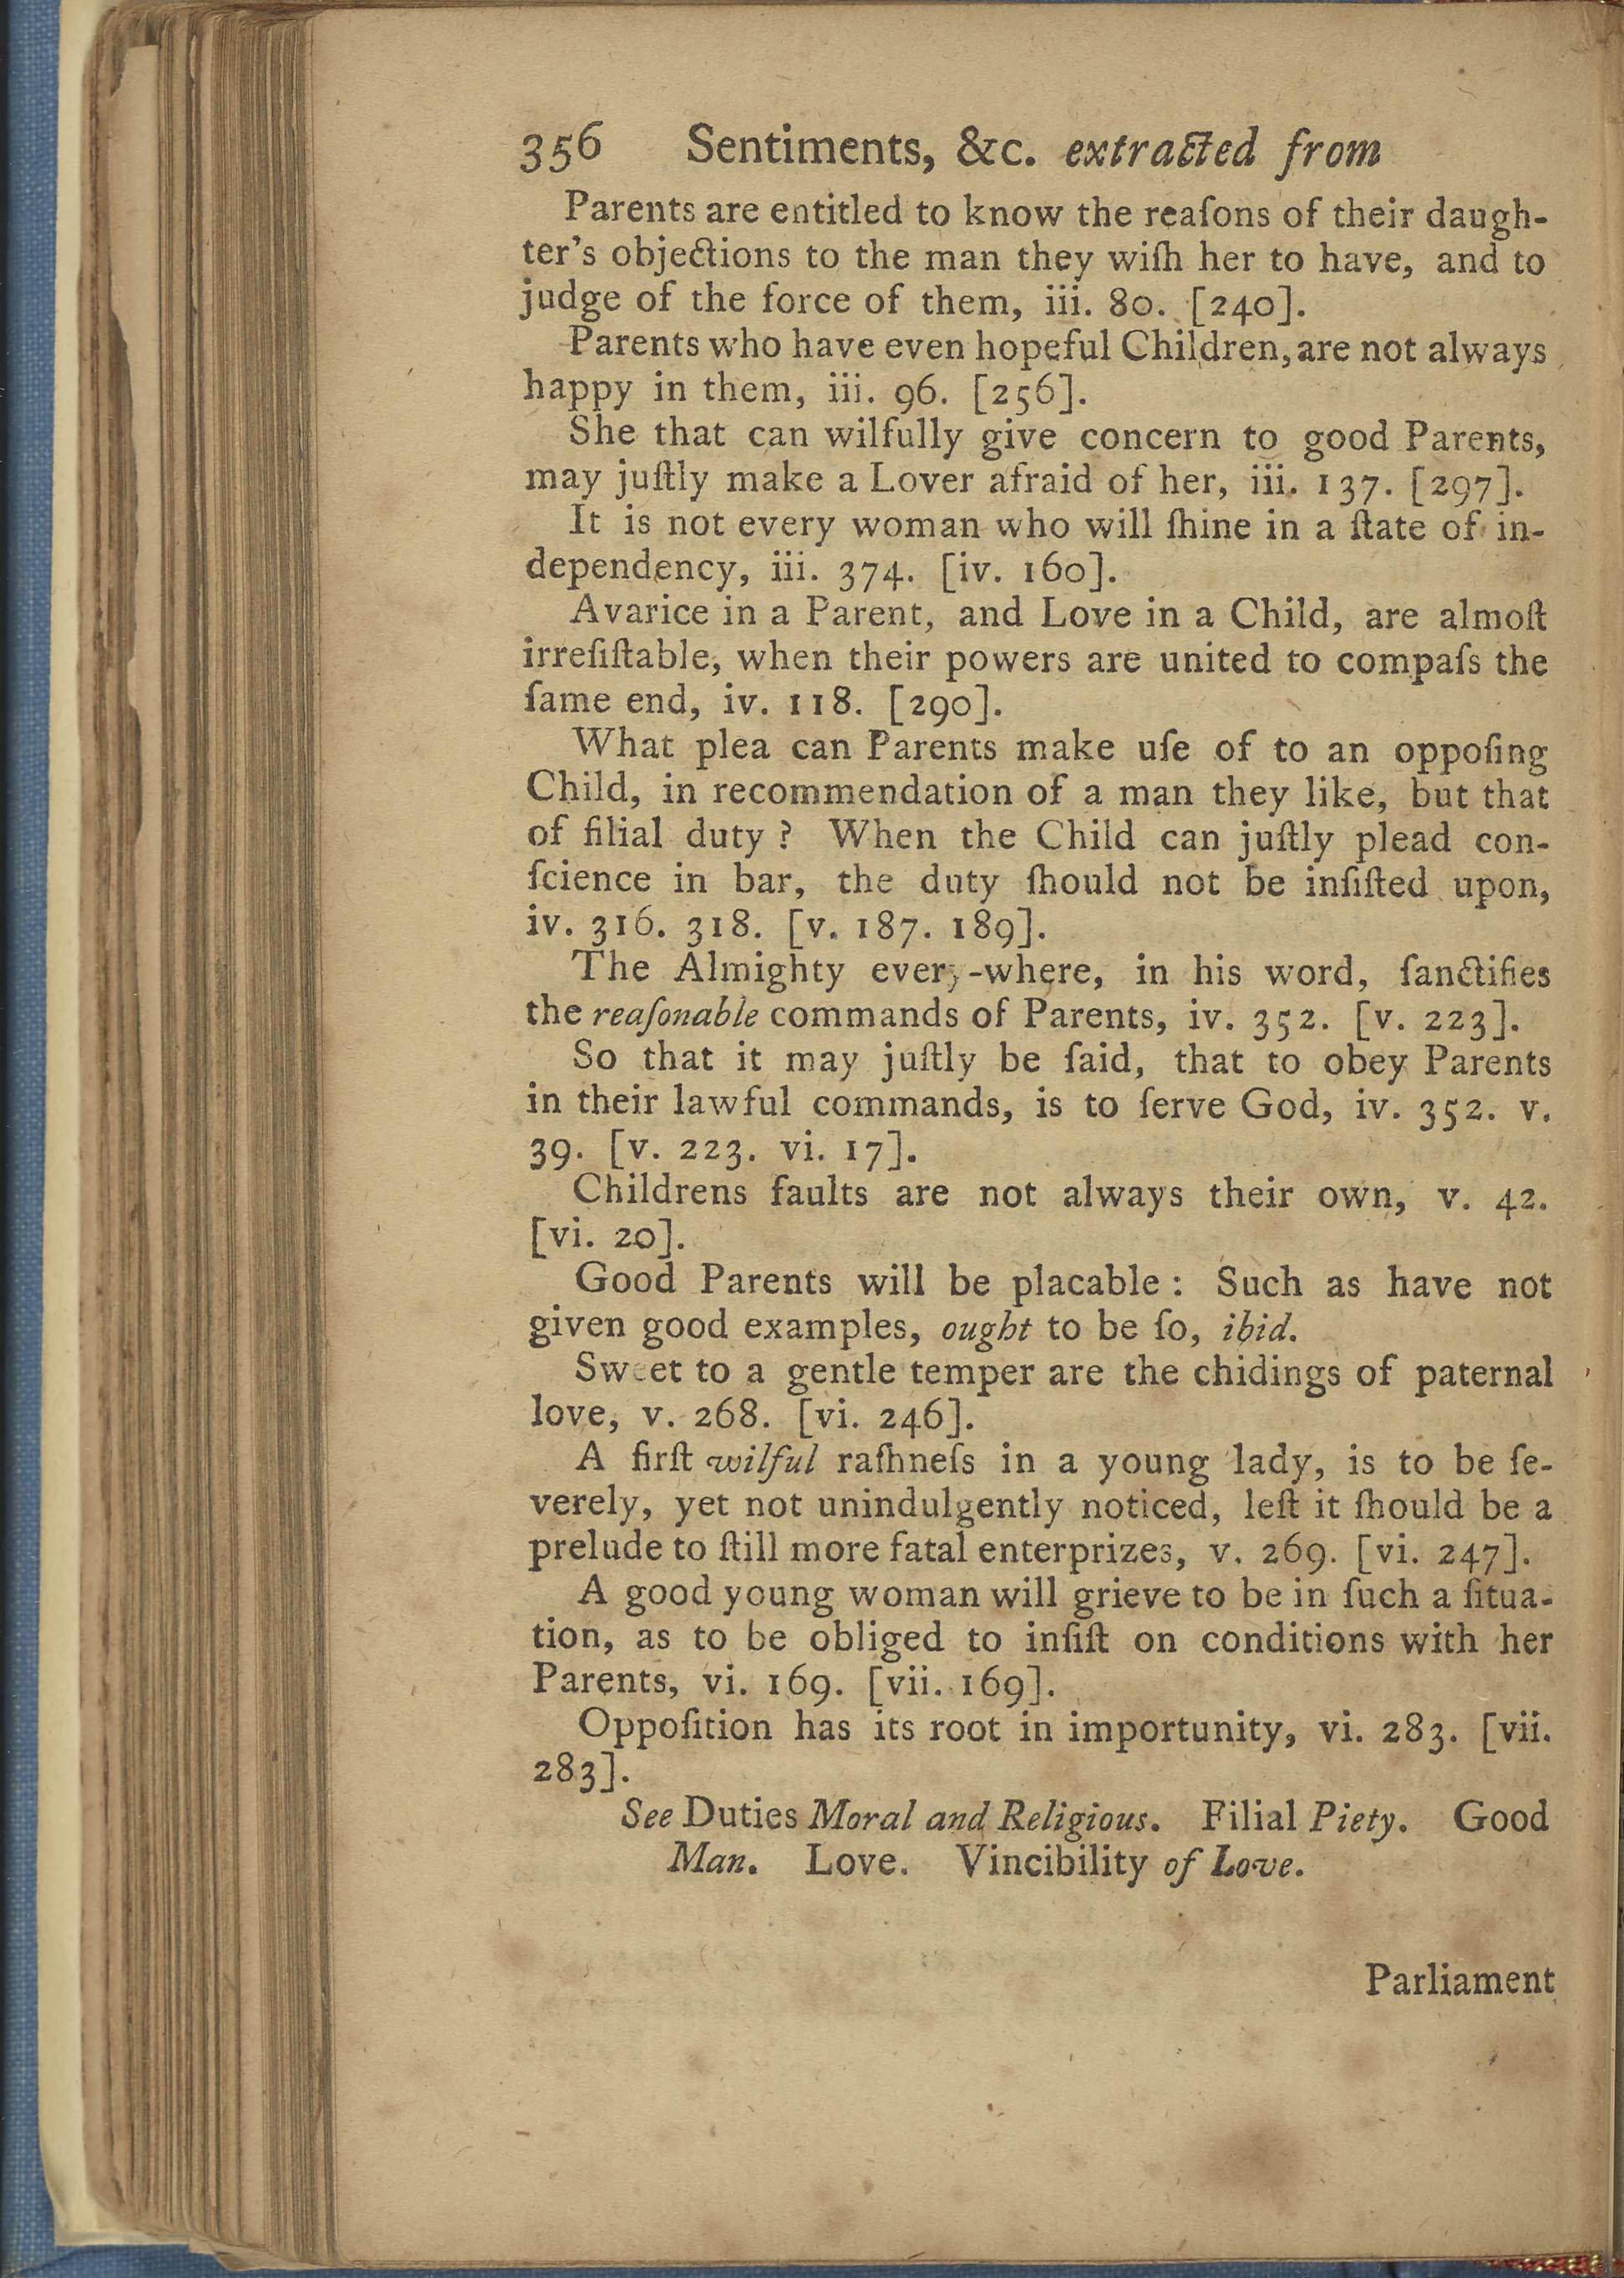 356 Sentiments, &c. extracted from
Parents are entitled to know the reaſons of their daugh-
ter's objections to the man they wiſh her to have, and to
judge of the force of them, iii. 80. [240].
Parents who have even hopeful Children, are not always
happy in them, iii. 96. [256].
She that can wilfully give concern to good Parents,
may juſtly make a Lover afraid of her, iii. 137. [297].
It is not every woman who will ſhine in a ſtate of in-
dependency, iii. 374. [iv. 160].
Avarice in a Parent, and Love in a Child, are almoſt
irreſiſtable, when their powers are united to compaſs the
ſame end, iv. 118. [290].
What plea can Parents make uſe of to an oppoſing
Child, in recommendation of a man they like, but that
of filial duty? When the Child can juſtly plead con-
ſcience in bar, the duty ſhould not be inſiſted upon,
iv. 316. 318. [v. 187. 189].
The Almighty every-where, in his word, ſanctifies
the reaſonable commands of Parents, iv. 352. [v. 223].
So that it may juſtly be ſaid, that to obey Parents
in their lawful commands, is to ſerve God, iv. 352. v.
39. [v. 223. vi. 17].
Childrens faults are not always their own, v. 42.
[vi. 20].
Good Parents will be placable: Such as have not
given good examples, ought to be ſo, ibid.
Sweet to a gentle temper are the chidings of paternal
love, v. 268. [vi. 246].
A firſt wilful raſhneſs in a young lady, is to be ſe-
verely, yet not unindulgently noticed, leſt it ſhould be a
prelude to ſtill more fatal enterprizes, v. 269. [vi. 247].
A good young woman will grieve to be in ſuch a ſitua-
tion, as to be obliged to inſiſt on conditions with her
Parents, vi. 169. [vii. 169].
Oppoſition has its root in importunity, vi. 283. [vii.
283].
See Duties Moral and Religious. Filial Piety. Good
Man. Love. Vincibility of Love.
Parliament